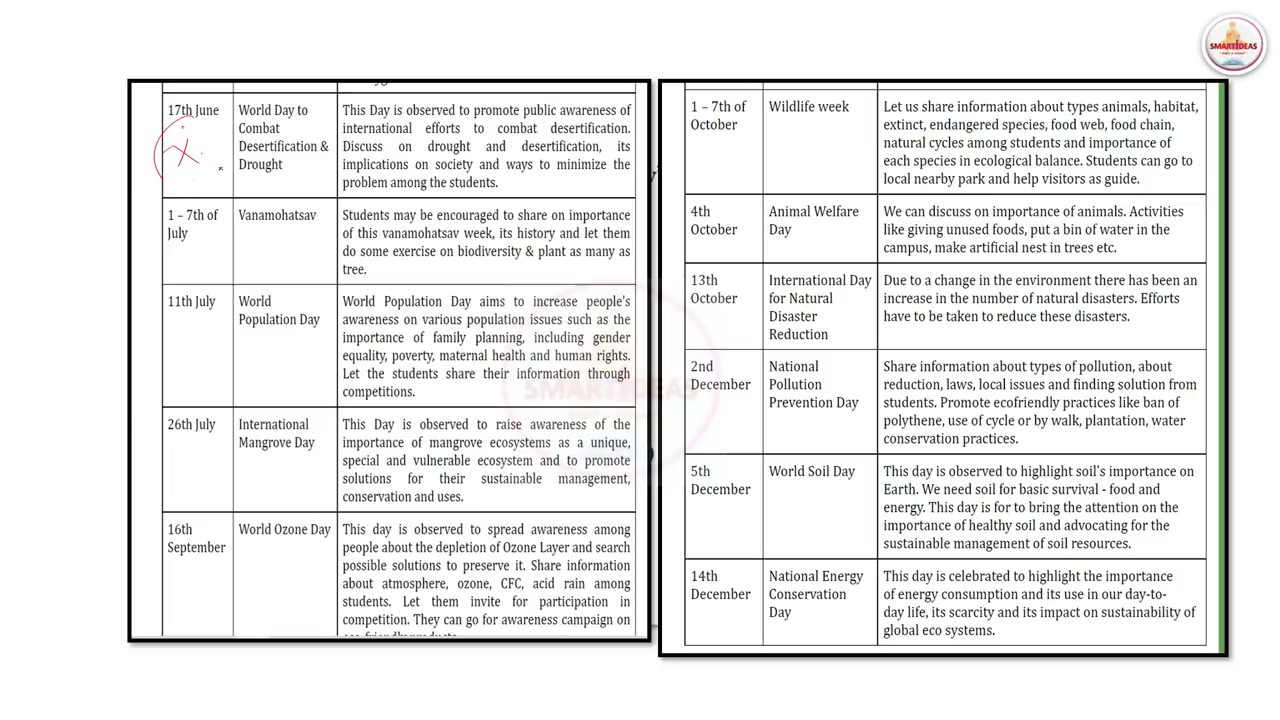 SMARTIDEAS
17th June
World Day to
Combat
Desertification &
Drought
This Day is observed to promote public awareness of
international efforts to combat desertification.
Discuss on drought and desertification, its
implications on society and ways to minimize the
problem among the students.
1 – 7th of
July
Vanamohatsav
Students may be encouraged to share on importance
of this vanamohatsav week, its history and let them
do some exercise on biodiversity & plant as many as
tree.
11th July
World
Population Day
World Population Day aims to increase people's
awareness on various population issues such as the
importance of family planning, including gender
equality, poverty, maternal health and human rights.
Let the students share their information through
competitions.
26th July
International
Mangrove Day
This Day is observed to raise awareness of the
importance of mangrove ecosystems as a unique,
special and vulnerable ecosystem and to promote
solutions for their sustainable management,
conservation and uses.
16th
September
World Ozone Day
This day is observed to spread awareness among
people about the depletion of Ozone Layer and search
possible solutions to preserve it. Share information
about atmosphere, ozone, CFC, acid rain among
students. Let them invite for participation in
competition. They can go for awareness campaign on
1 – 7th of
October
Wildlife week
Let us share information about types animals, habitat,
extinct, endangered species, food web, food chain,
natural cycles among students and importance of
each species in ecological balance. Students can go to
local nearby park and help visitors as guide.
4th
October
Animal Welfare
Day
We can discuss on importance of animals. Activities
like giving unused foods, put a bin of water in the
campus, make artificial nest in trees etc.
13th
October
International Day
for Natural
Disaster
Reduction
Due to a change in the environment there has been an
increase in the number of natural disasters. Efforts
have to be taken to reduce these disasters.
2nd
December
National
Pollution
Prevention Day
Share information about types of pollution, about
reduction, laws, local issues and finding solution from
students. Promote ecofriendly practices like ban of
polythene, use of cycle or by walk, plantation, water
conservation practices.
5th
December
World Soil Day
This day is observed to highlight soil's importance on
Earth. We need soil for basic survival - food and
energy. This day is for to bring the attention on the
importance of healthy soil and advocating for the
sustainable management of soil resources.
14th
December
National Energy
Conservation
Day
This day is celebrated to highlight the importance
of energy consumption and its use in our day-to-
day life, its scarcity and its impact on sustainability of
global eco systems.
SMARTIDEAS